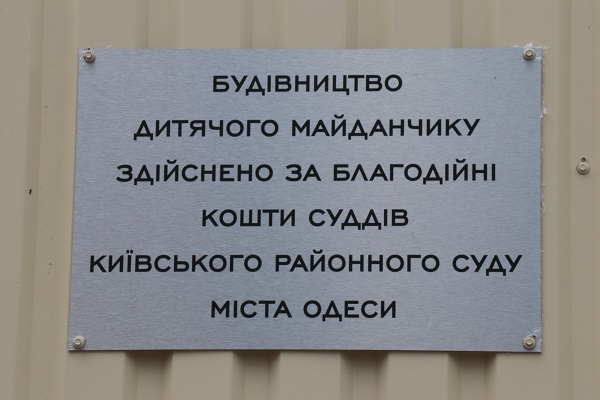 БУДІВНИЦТВО
ДИТЯЧОГО МАЙДАНЧИКУ
ЗДІЙСНЕНО ЗА БЛАГОДІЙНІ
КОШТИ СУДДІВ
КИЇВСЬКОГО РАЙОННОГО СУДУ
МІСТА ОДЕСИ